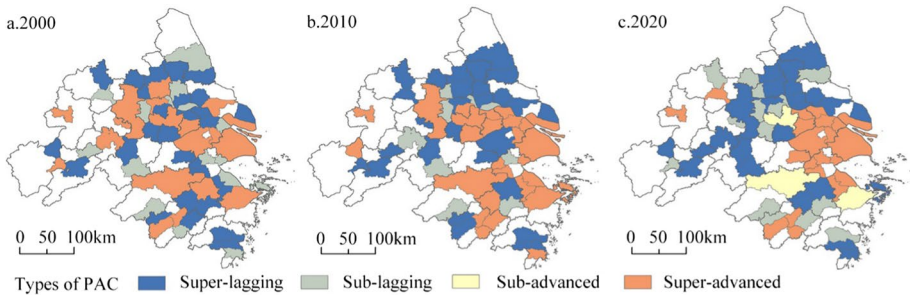 a.2000
b.2010
c.2020
0 50 100km
0 50 100km
0 50 100km
Types of PAC Super-lagging Sub-lagging Sub-advanced Super-advanced